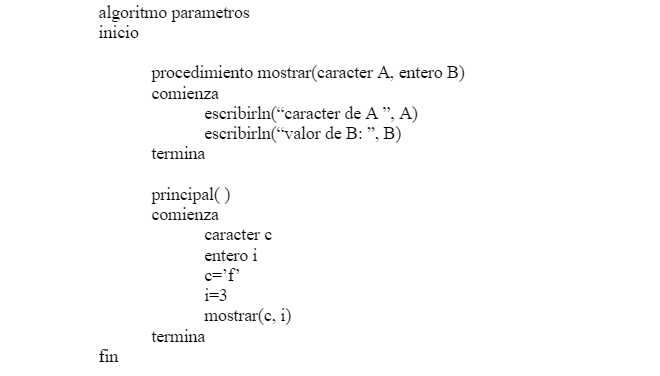 algoritmo parametros
inicio
procedimiento mostrar(caracter A, entero B)
comienza
escribirln(“caracter de A ”, A)
escribirln(“valor de B: ”, B)
termina
principal( )
comienza
caracter c
entero i
c=’f’
i=3
mostrar(c, i)
termina
fin